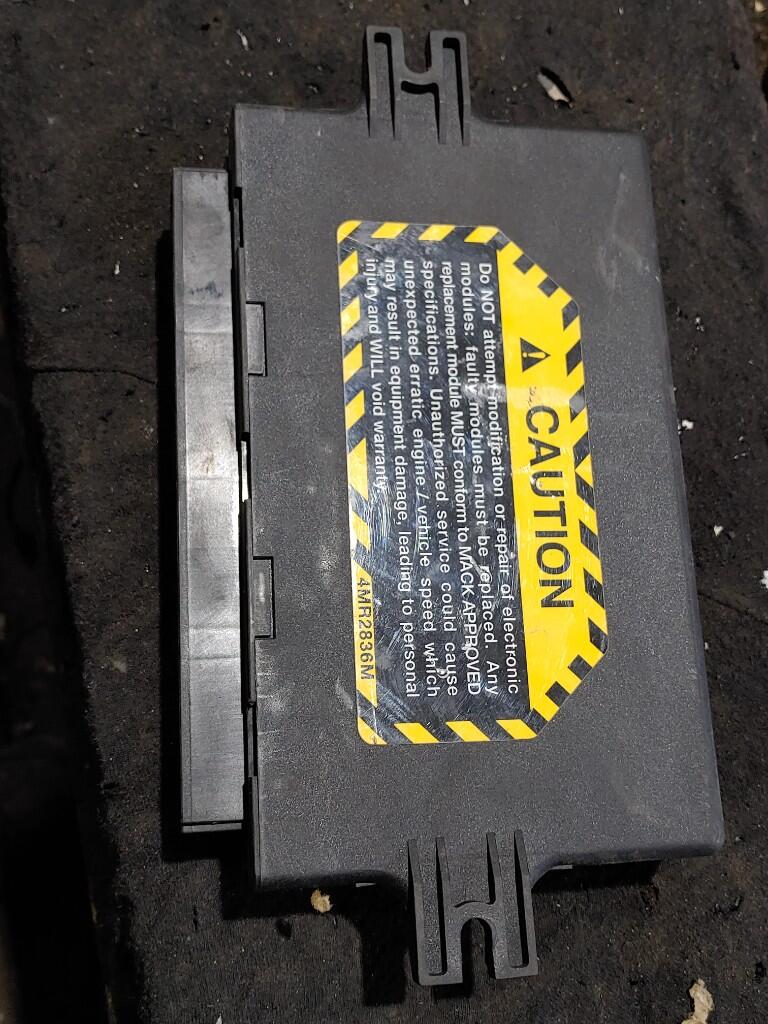 CAUTION
Do NOT attempt modification or repair of electronic
modules: faulty modules must be replaced. Any
replacement module MUST conform to MACK APPROVED
specifications. Unauthorized service could cause
unexpected erratic engine / vehicle speed which
may result in equipment damage, leading to personal
injury and WILL void warranty.
4MR2836M